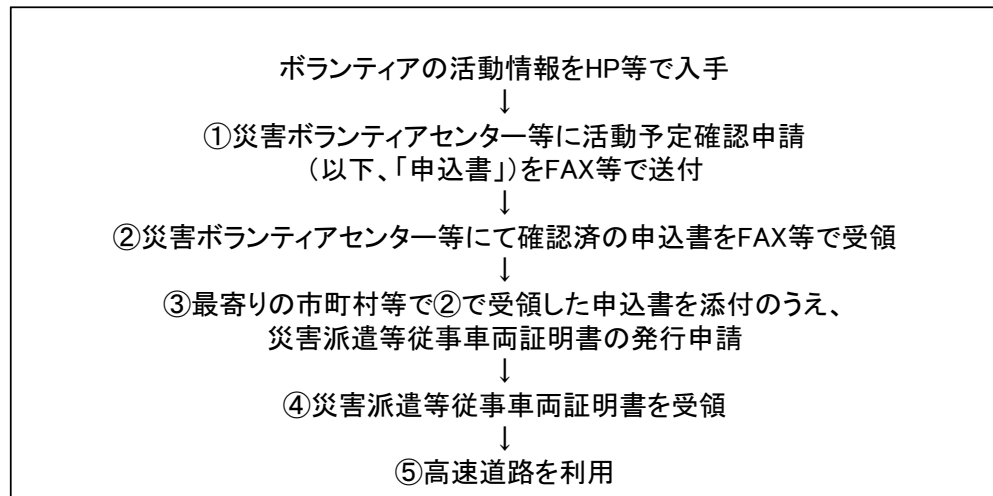 ボランティアの活動情報をHP等で入手
↓
①災害ボランティアセンター等に活動予定確認申請
(以下、「申込書」)をFAX等で送付
↓
②災害ボランティアセンター等にて確認済の申込書をFAX等で受領
↓
③最寄りの市町村等で②で受領した申込書を添付のうえ、
災害派遣等従事車両証明書の発行申請
↓
④災害派遣等従事車両証明書を受領
↓
⑤高速道路を利用